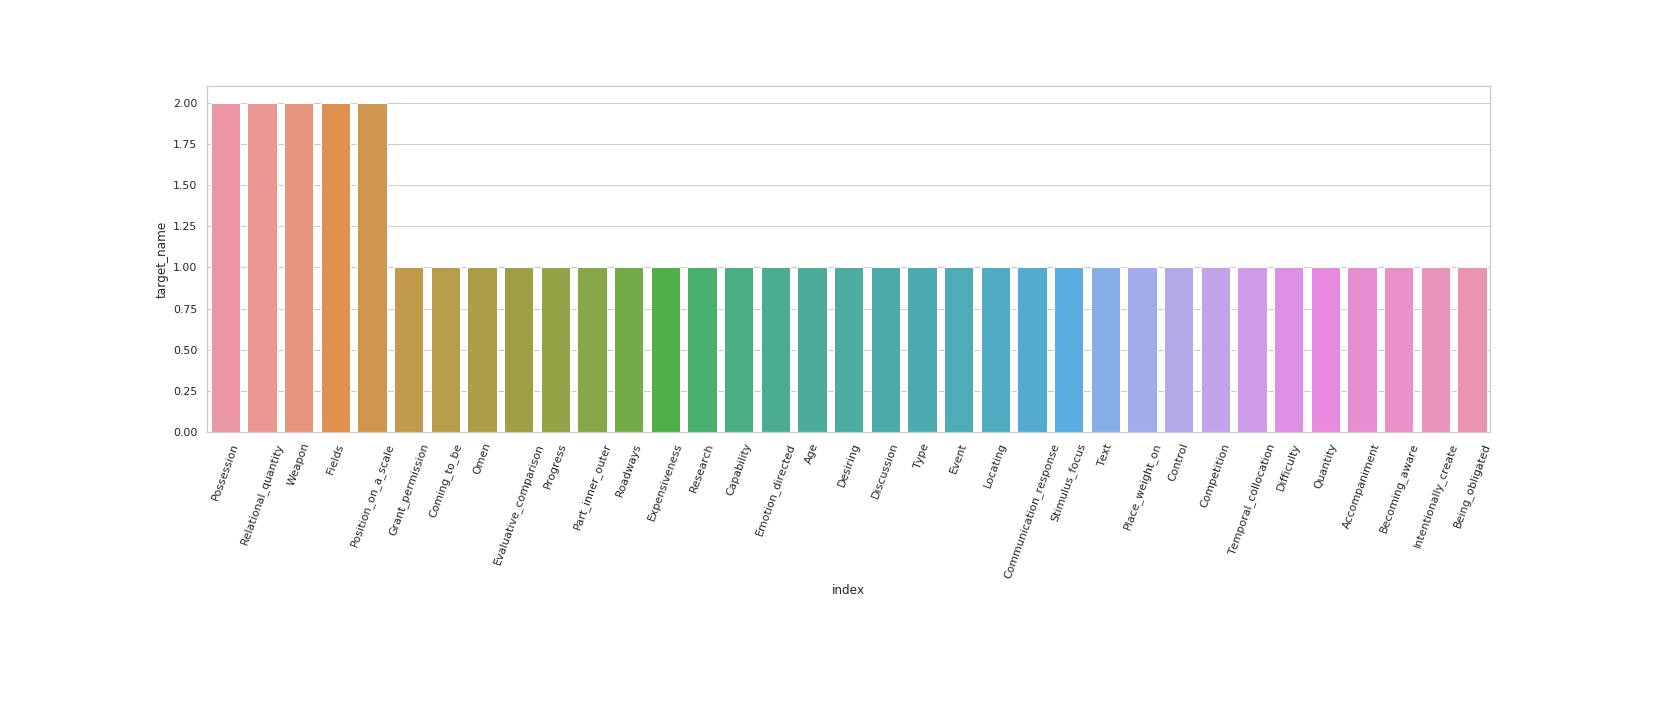 2.00
1.75
1.50
1.25
1.00
0.75
0.50
0.25
0.00
target_name
Possession
Relational_quantity
Weapon
Fields
Position_on_a_scale
Grant_permission
Coming_to_be
Omen
Evaluative_comparison
Progress
Part_inner_outer
Roadways
Expensiveness
Research
Capability
Emotion_directed
Age
Desiring
Discussion
Type
Event
Locating
Communication_response
Stimulus_focus
Text
Place_weight_on
Control
Competition
Temporal_collocation
Difficulty
Quantity
Accompaniment
Becoming_aware
Intentionally_create
Being_obligated
index